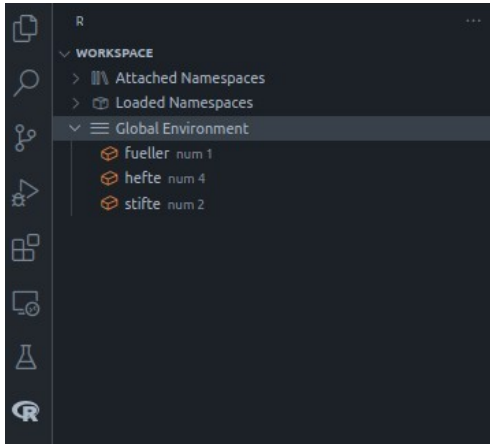 R
WORKSPACE
Attached Namespaces
Loaded Namespaces
Global Environment
fueller num 1
hefte num 4
stifte num 2
R